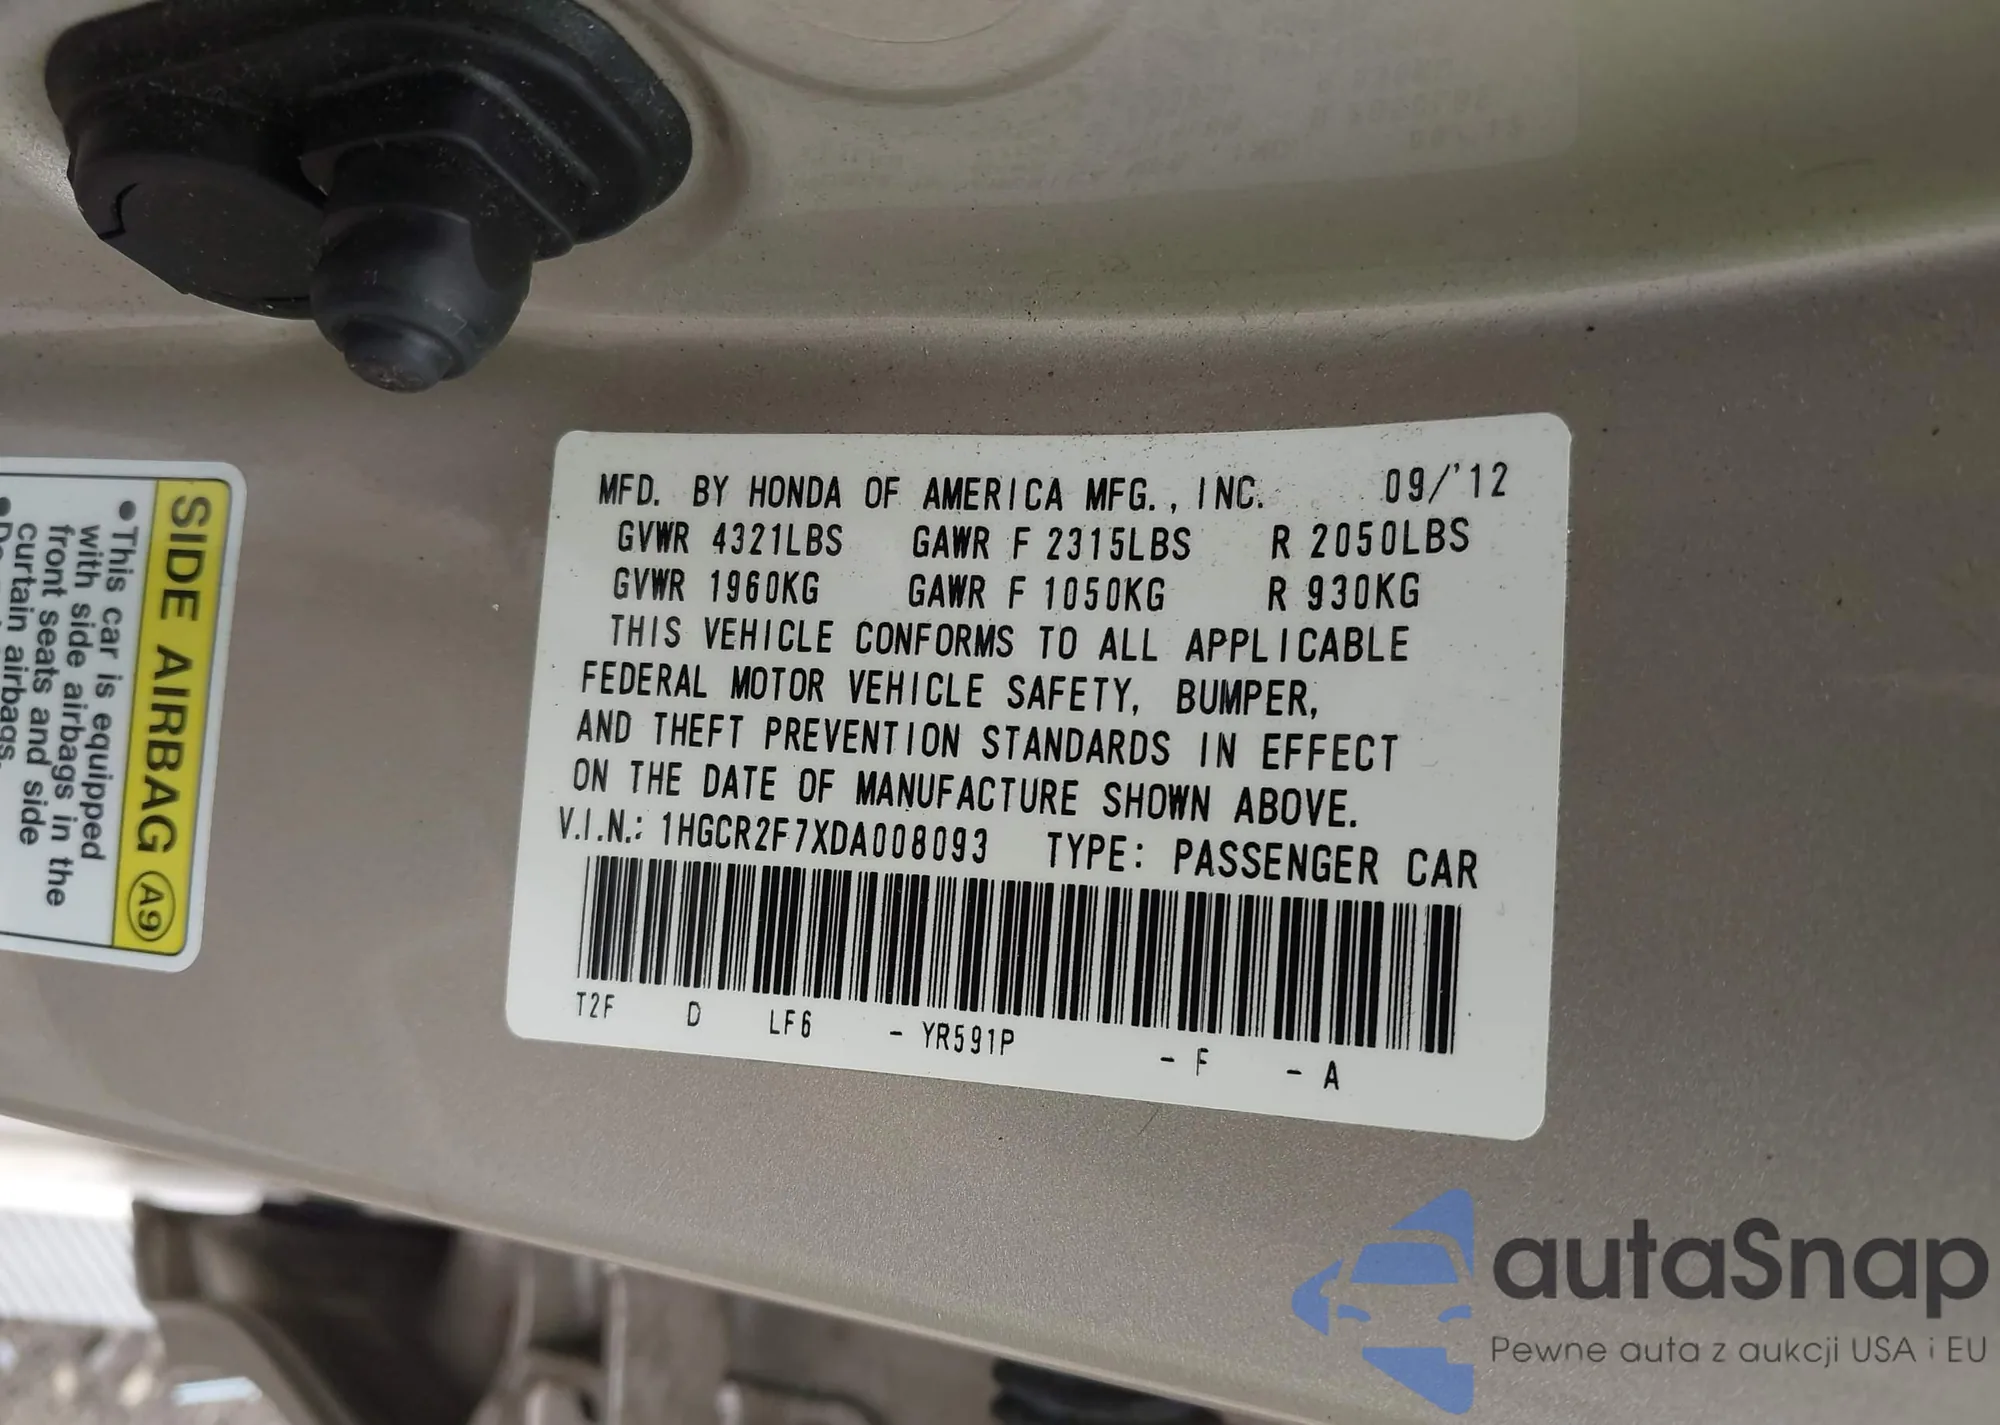 MFD. BY HONDA OF AMERICA MFG., INC. 09/'12
GVWR 4321LBS GAWR F 2315LBS R 2050LBS
GVWR 1960KG GAWR F 1050KG R 930KG
THIS VEHICLE CONFORMS TO ALL APPLICABLE
FEDERAL MOTOR VEHICLE SAFETY, BUMPER,
AND THEFT PREVENTION STANDARDS IN EFFECT
ON THE DATE OF MANUFACTURE SHOWN ABOVE.
V.I.N.: 1HGCR2F7XDA008093 TYPE: PASSENGER CAR
T2F D LF6 - YR591P - F - A
SIDE AIRBAG A9
•This car is equipped
with side airbags in the
front seats and side
curtain airbags.
autaSnap
Pewne auta z aukcji USA i EU